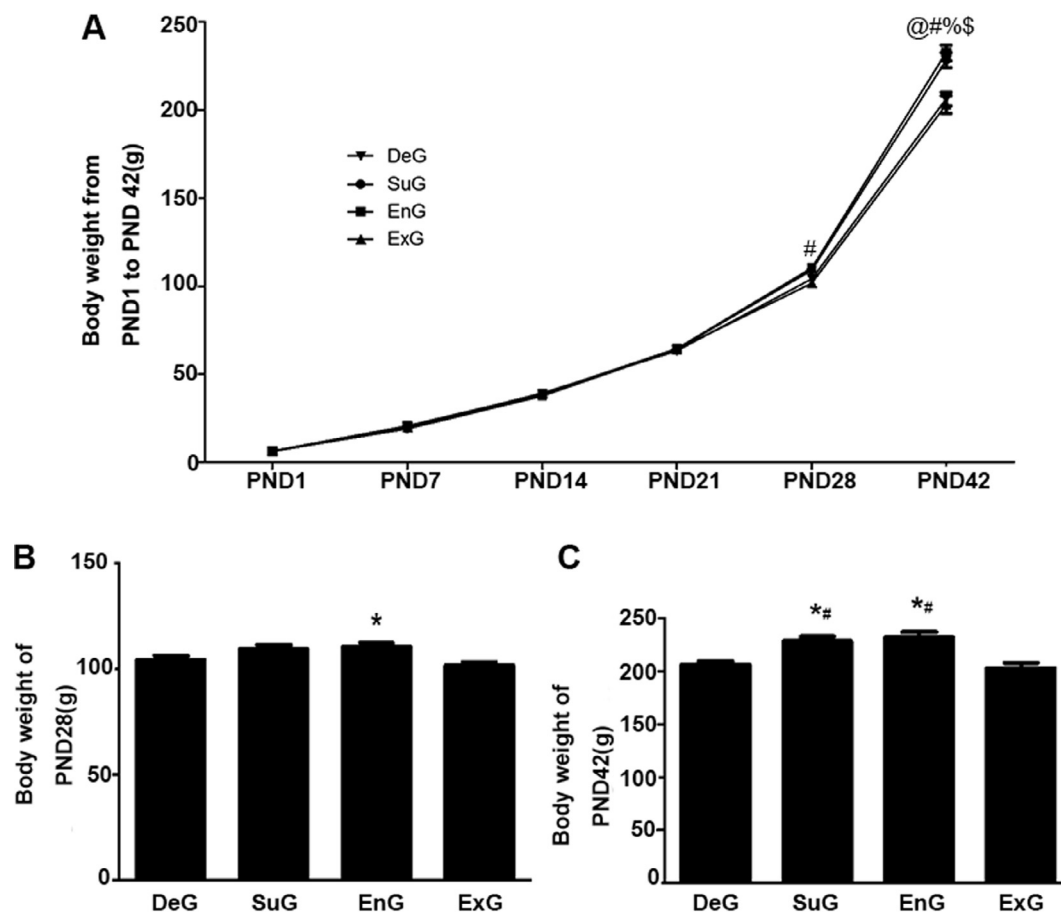 A
Body weight from
PND1 to PND 42(g)
250
200
150
100
50
0
@#%$
#
DeG
SuG
EnG
ExG
PND1 PND7 PND14 PND21 PND28 PND42
B
Body weight of
PND28(g)
150
100
50
0
*
DeG SuG EnG ExG
C
Body weight of
PND42(g)
250
200
150
100
50
0
*# *#
DeG SuG EnG ExG